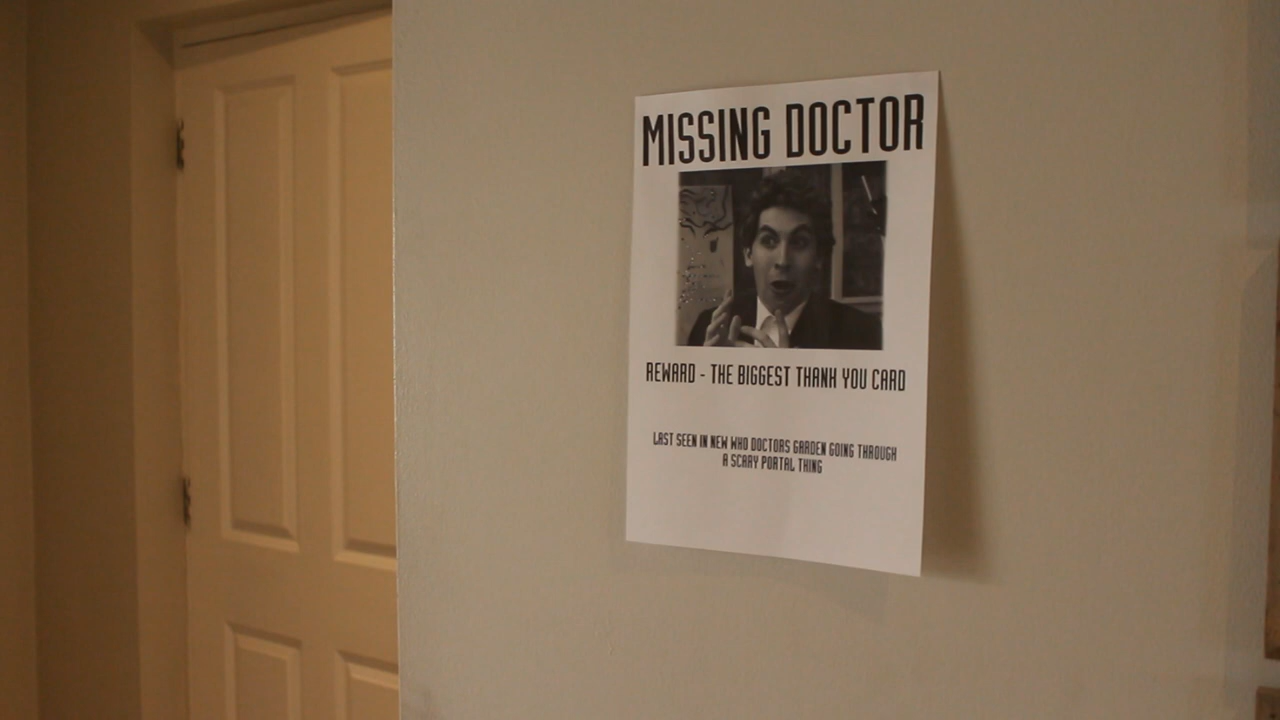 MISSING DOCTOR
REWARD - THE BIGGEST THANK YOU CARD
LAST SEEN IN NEW WHO DOCTORS GARDEN GOING THROUGH
A SCARY PORTAL THING